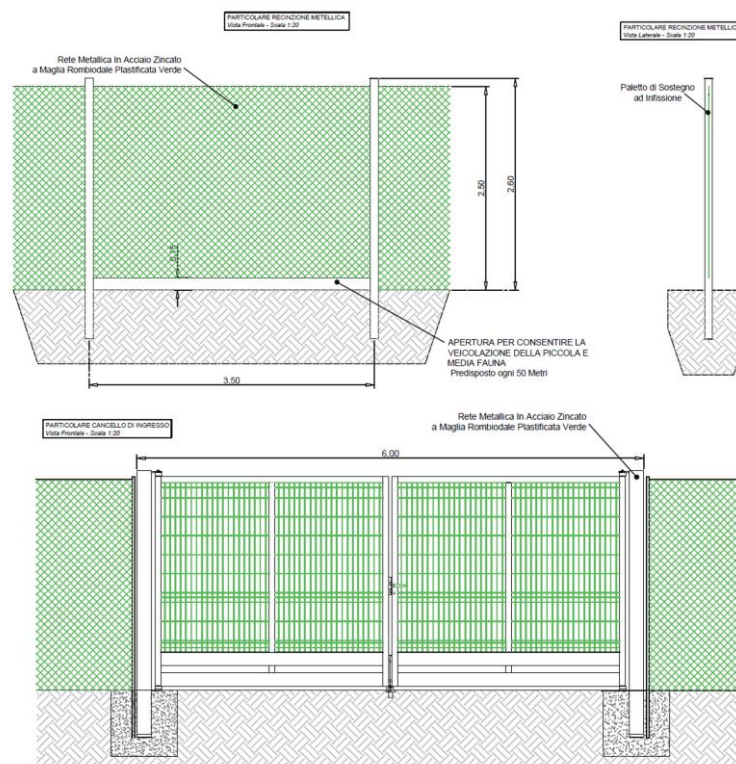 PARTICOLARE RECINZIONE METALLICA
Vista Frontale - Scala 1:20
Rete Metallica In Acciaio Zincato
a Maglia Rombiodale Plastificata Verde
2.50
2.60
0.15
APERTURA PER CONSENTIRE LA
VEICOLAZIONE DELLA PICCOLA E
MEDIA FAUNA
Predisposto ogni 50 Metri
3.50
PARTICOLARE RECINZIONE METALLIC
Vista Laterale - Scala 1:20
Paletto di Sostegno
ad Infissione
PARTICOLARE CANCELLO DI INGRESSO
Vista Frontale - Scala 1:20
Rete Metallica In Acciaio Zincato
a Maglia Rombiodale Plastificata Verde
6.00